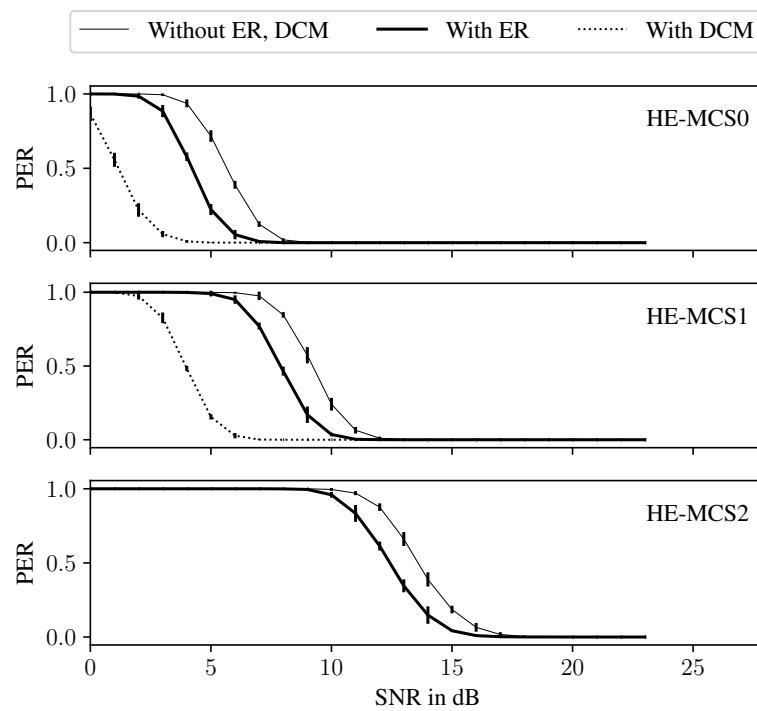 Without ER, DCM With ER With DCM
1.0
HE-MCS0
PER
0.5
0.0
1.0
HE-MCS1
PER
0.5
0.0
1.0
HE-MCS2
PER
0.5
0.0
0 5 10 15 20 25
SNR in dB